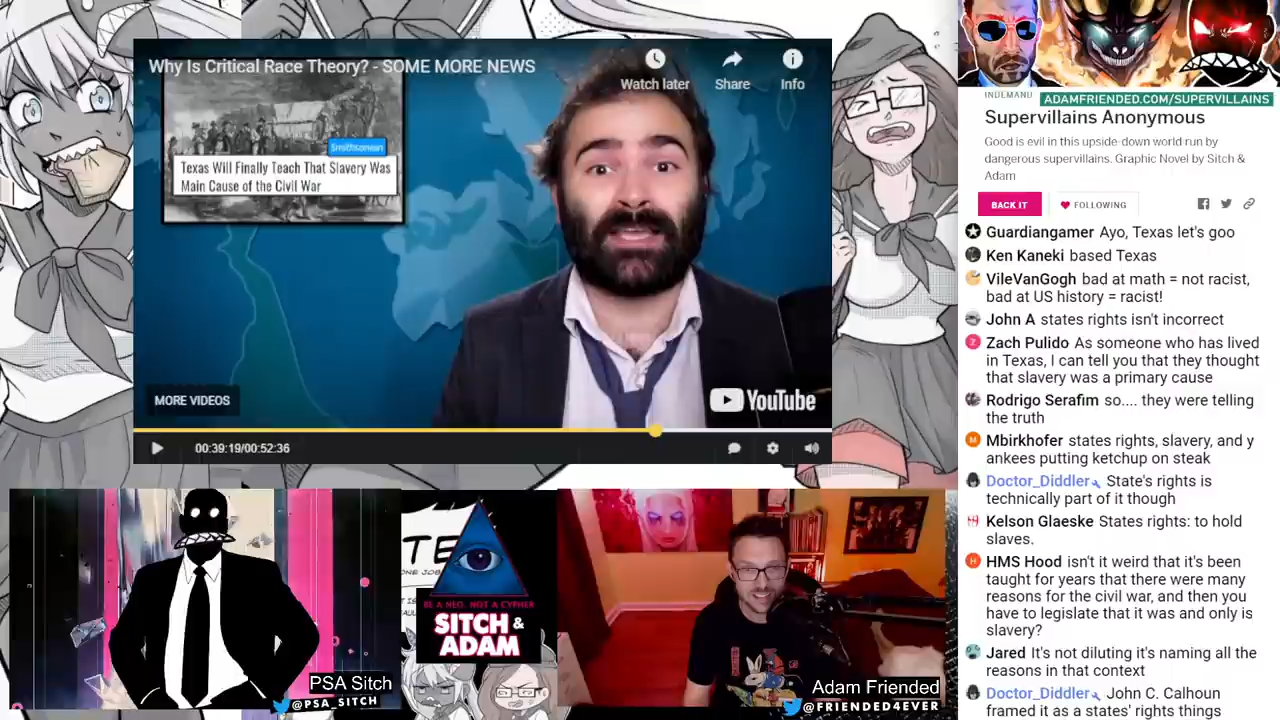 Why Is Critical Race Theory? - SOME MORE NEWS
Watch later
Share
Info
Smithsonian
Texas Will Finally Teach That Slavery Was
Main Cause of the Civil War
MORE VIDEOS
YouTube
00:39:19/00:52:36
BE A NEO, NOT A CYPHER
SITCH &
ADAM
PSA Sitch
@PSA_SITCH
Adam Friended
@FRIENDED4EVER
INDEMAND
ADAMFRIENDED.COM/SUPERVILLAINS
Supervillains Anonymous
Good is evil in this upside-down world run by
dangerous supervillains. Graphic Novel by Sitch &
Adam
BACK IT
FOLLOWING
Guardiangamer Ayo, Texas let's goo
Ken Kaneki based Texas
VileVanGogh bad at math = not racist,
bad at US history = racist!
John A states rights isn't incorrect
Zach Pulido As someone who has lived
in Texas, I can tell you that they thought
that slavery was a primary cause
Rodrigo Serafim so.... they were telling
the truth
Mbirkhofer states rights, slavery, and y
ankees putting ketchup on steak
Doctor_Diddler State's rights is
technically part of it though
Kelson Glaeske States rights: to hold
slaves.
HMS Hood isn't it weird that it's been
taught for years that there were many
reasons for the civil war, and then you
have to legislate that it was and only is
slavery?
Jared It's not diluting it's naming all the
reasons in that context
Doctor_Diddler John C. Calhoun
framed it as a states' rights things